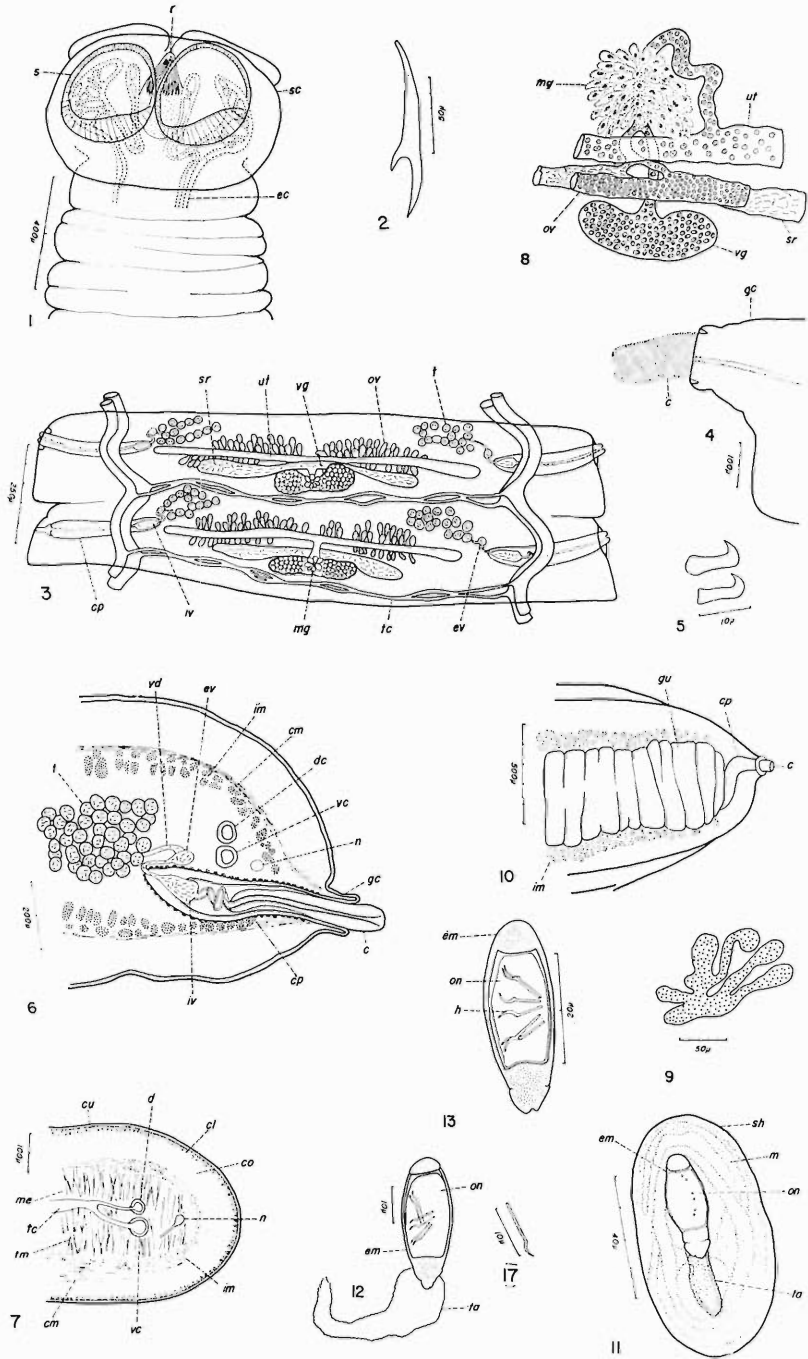 r
s
sc
ec
400μ
1
50μ
2
mg
ut
ov
sr
vg
8
gc
c
100μ
4
sr
ut
vg
ov
t
250μ
cp
iv
mg
tc
ev
3
10μ
5
vd
ev
im
cm
dc
vc
n
t
gc
c
200μ
iv
cp
6
gu
cp
c
500μ
im
10
em
on
h
20μ
13
50μ
9
cu
d
cl
co
100μ
me
tc
n
tm
im
cm
vc
7
on
10μ
em
ta
12
10μ
17
sh
m
em
on
40μ
ta
11